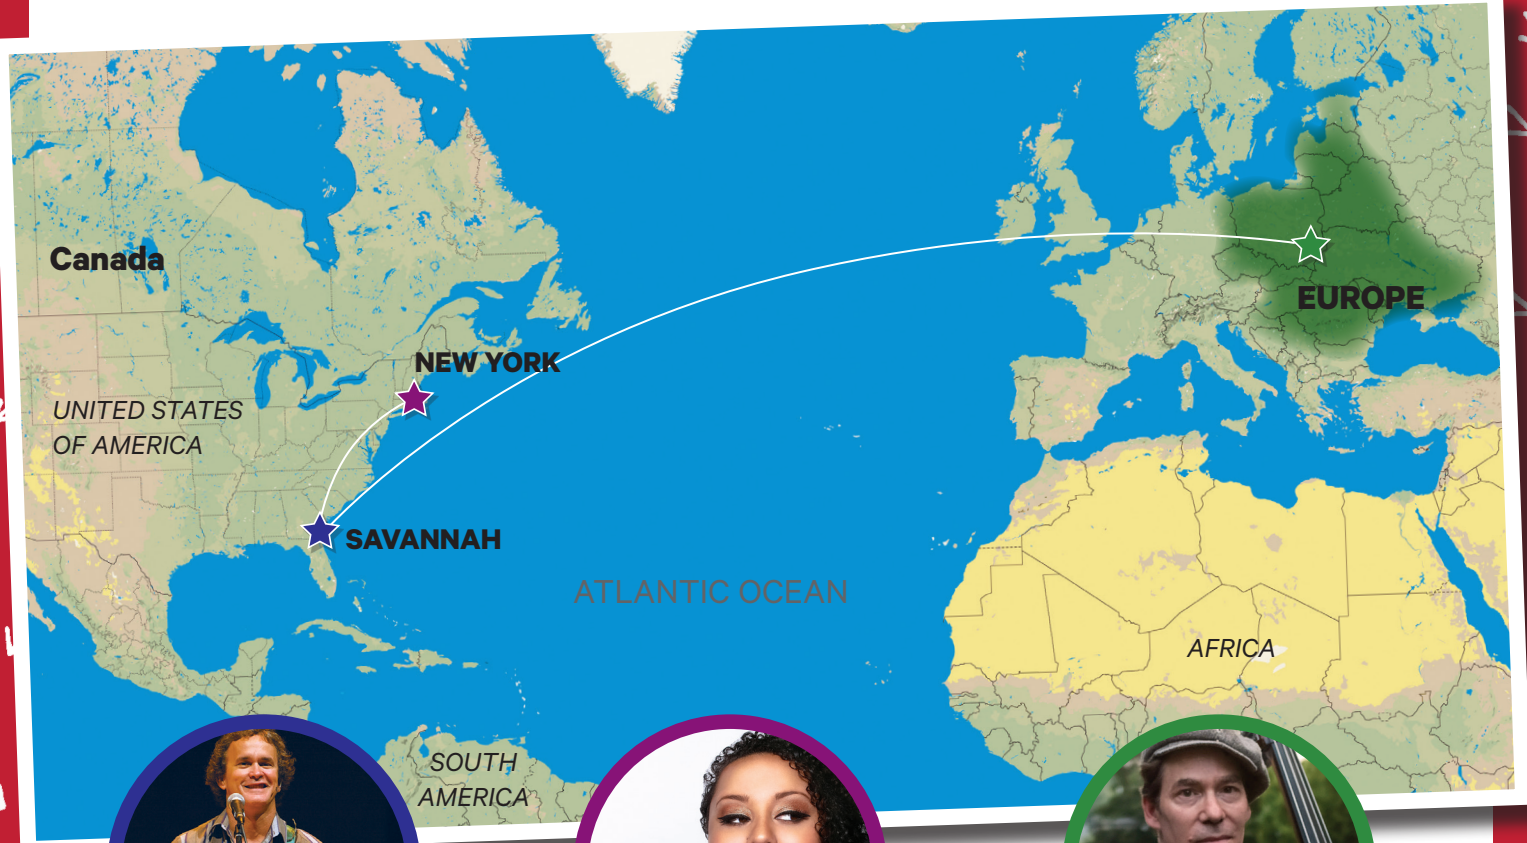 Canada
EUROPE
NEW YORK
UNITED STATES
OF AMERICA
SAVANNAH
ATLANTIC OCEAN
AFRICA
SOUTH
AMERICA